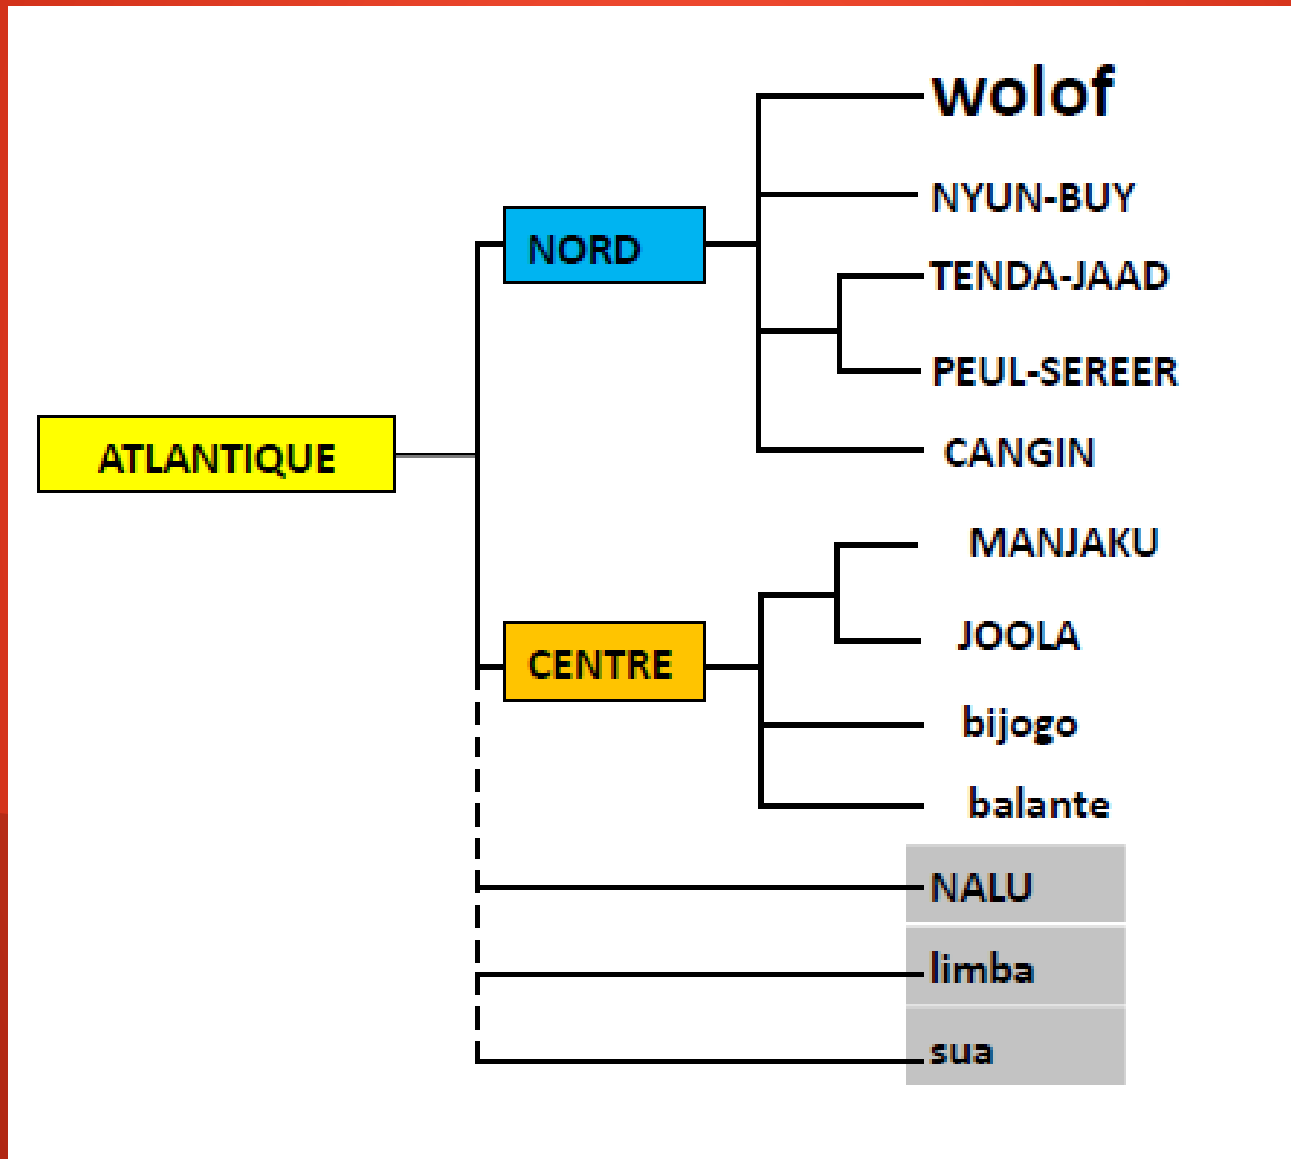 wolof
NYUN-BUY
NORD
TENDA-JAAD
PEUL-SEREER
CANGIN
ATLANTIQUE
MANJAKU
JOOLA
CENTRE
bijogo
balante
NALU
limba
sua